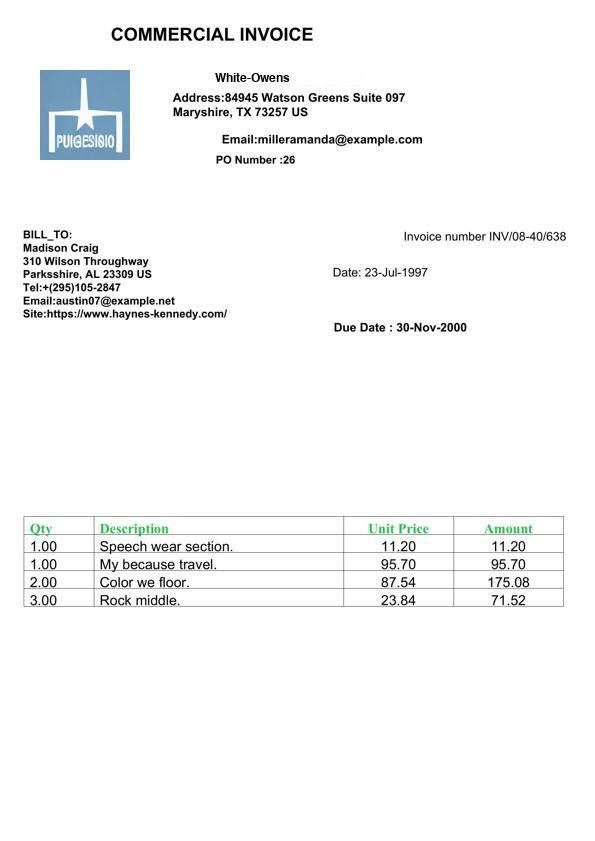 COMMERCIAL INVOICE
PUIGESIBIO
White-Owens
Address:84945 Watson Greens Suite 097
Maryshire, TX 73257 US
Email:milleramanda@example.com
PO Number :26
BILL_TO:
Madison Craig
310 Wilson Throughway
Parksshire, AL 23309 US
Tel:+(295)105-2847
Email:austin07@example.net
Site:https://www.haynes-kennedy.com/
Invoice number INV/08-40/638
Date: 23-Jul-1997
Due Date : 30-Nov-2000
Qty Description Unit Price Amount
1.00 Speech wear section. 11.20 11.20
1.00 My because travel. 95.70 95.70
2.00 Color we floor. 87.54 175.08
3.00 Rock middle. 23.84 71.52